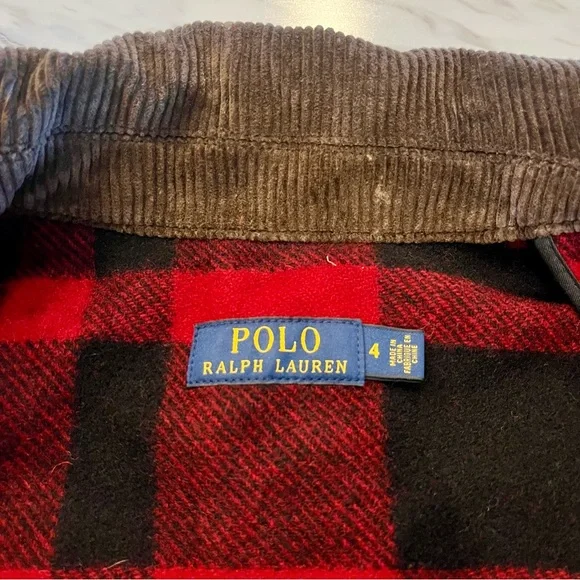 POLO
RALPH LAUREN
4
MADE IN
CHINA
FABRIQUÉ EN
CHINE